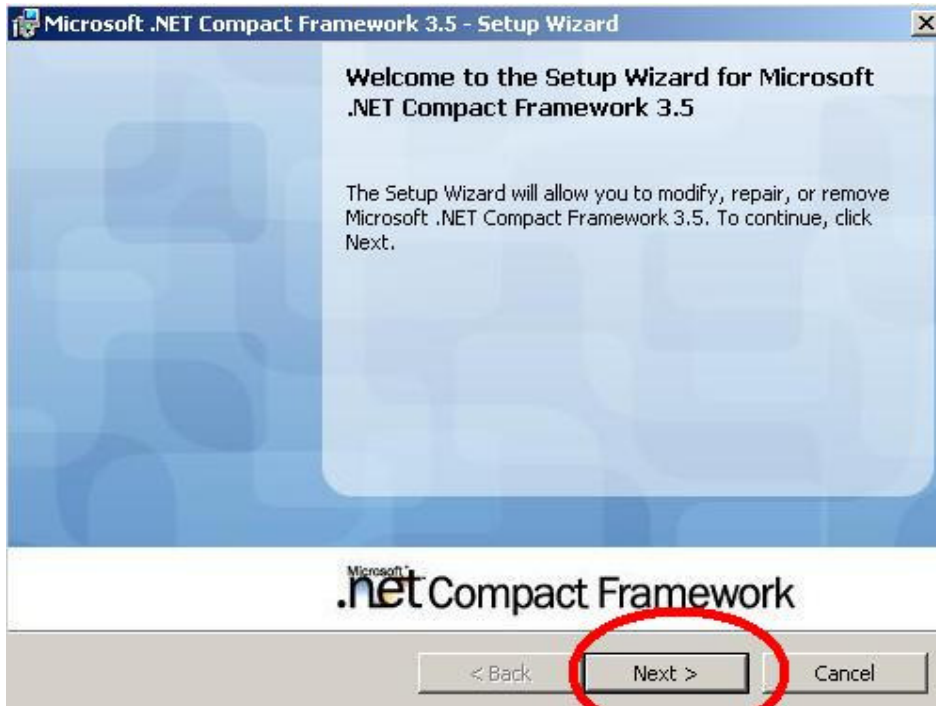 Microsoft .NET Compact Framework 3.5 - Setup Wizard
Welcome to the Setup Wizard for Microsoft
.NET Compact Framework 3.5
The Setup Wizard will allow you to modify, repair, or remove
Microsoft .NET Compact Framework 3.5. To continue, click
Next.
Microsoft
.net Compact Framework
< Back
Next >
Cancel